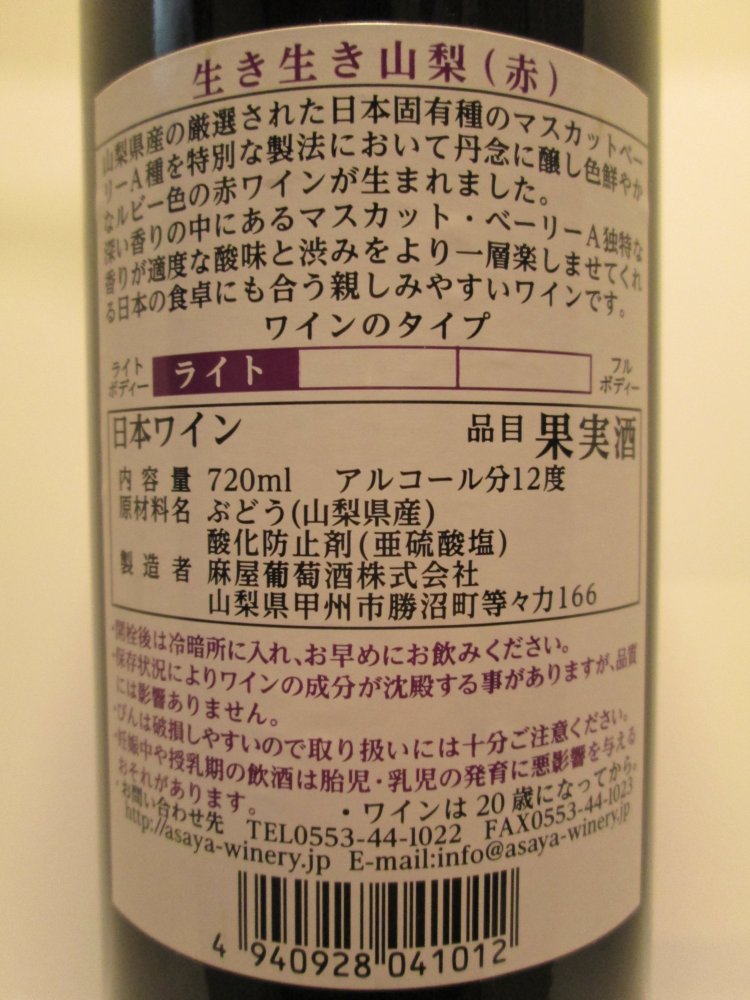 生き生き山梨(赤)
山梨県産の厳選された日本固有種のマスカットベー
リーA種を特別な製法において丹念に醸し色鮮やか
なルビー色の赤ワインが生まれました。
深い香りの中にあるマスカット・ベーリーA独特な
香りが適度な酸味と渋みをより一層楽しませてくれ
る日本の食卓にも合う親しみやすいワインです。
ワインのタイプ
ライトボディー ライト フルボディー
日本ワイン 品目 果実酒
内容量 720ml アルコール分12度
原材料名 ぶどう(山梨県産)
酸化防止剤(亜硫酸塩)
製造者 麻屋葡萄酒株式会社
山梨県甲州市勝沼町等々力166
・開栓後は冷暗所に入れ、お早めにお飲みください。
・保存状況によりワインの成分が沈殿する事がありますが、品質
には影響ありません。
・びんは破損しやすいので取り扱いには十分ご注意ください。
・妊娠中や授乳期の飲酒は胎児・乳児の発育に悪影響を与える
おそれがあります。
・ワインは20歳になってから。
・お問い合わせ先 TEL0553-44-1022 FAX0553-44-1023
http://asaya-winery.jp E-mail:info@asaya-winery.jp
4 940928 041012